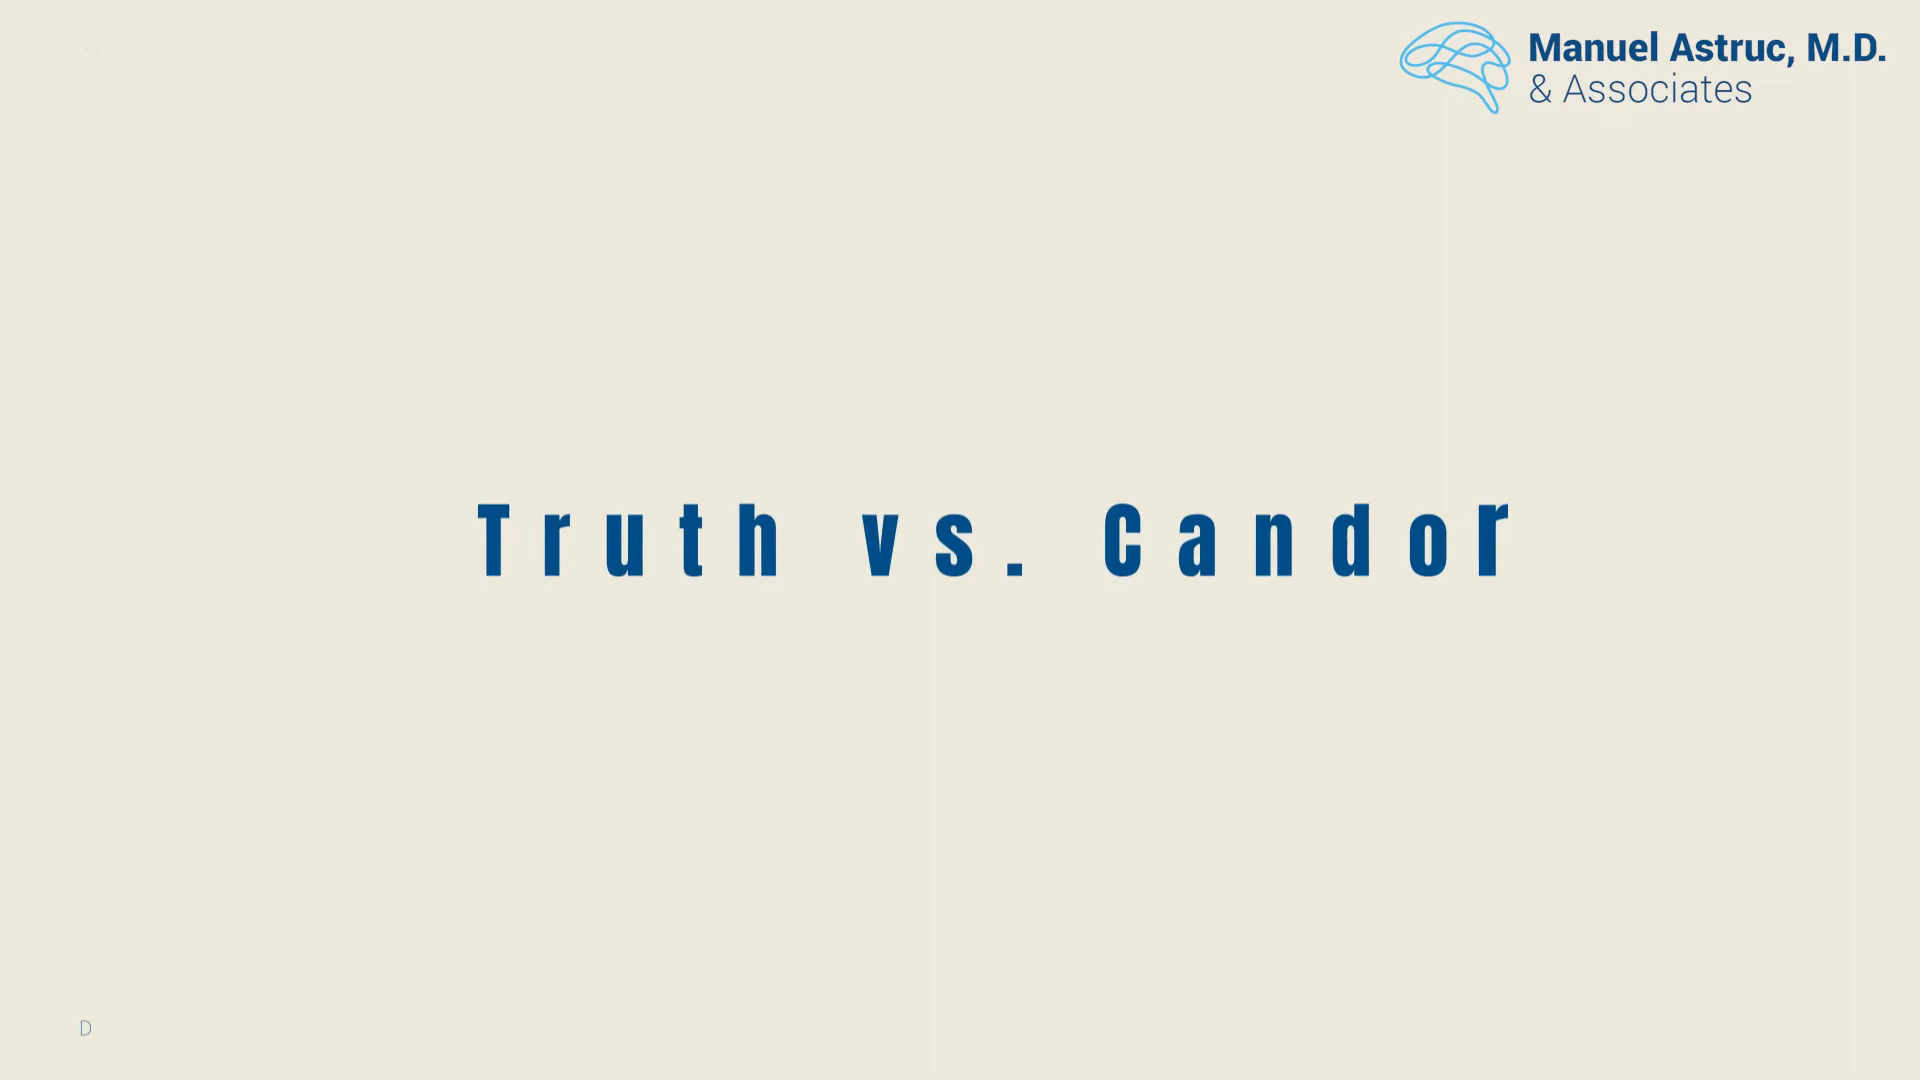 Manuel Astruc, M.D.
& Associates
Truth vs. Candor
D